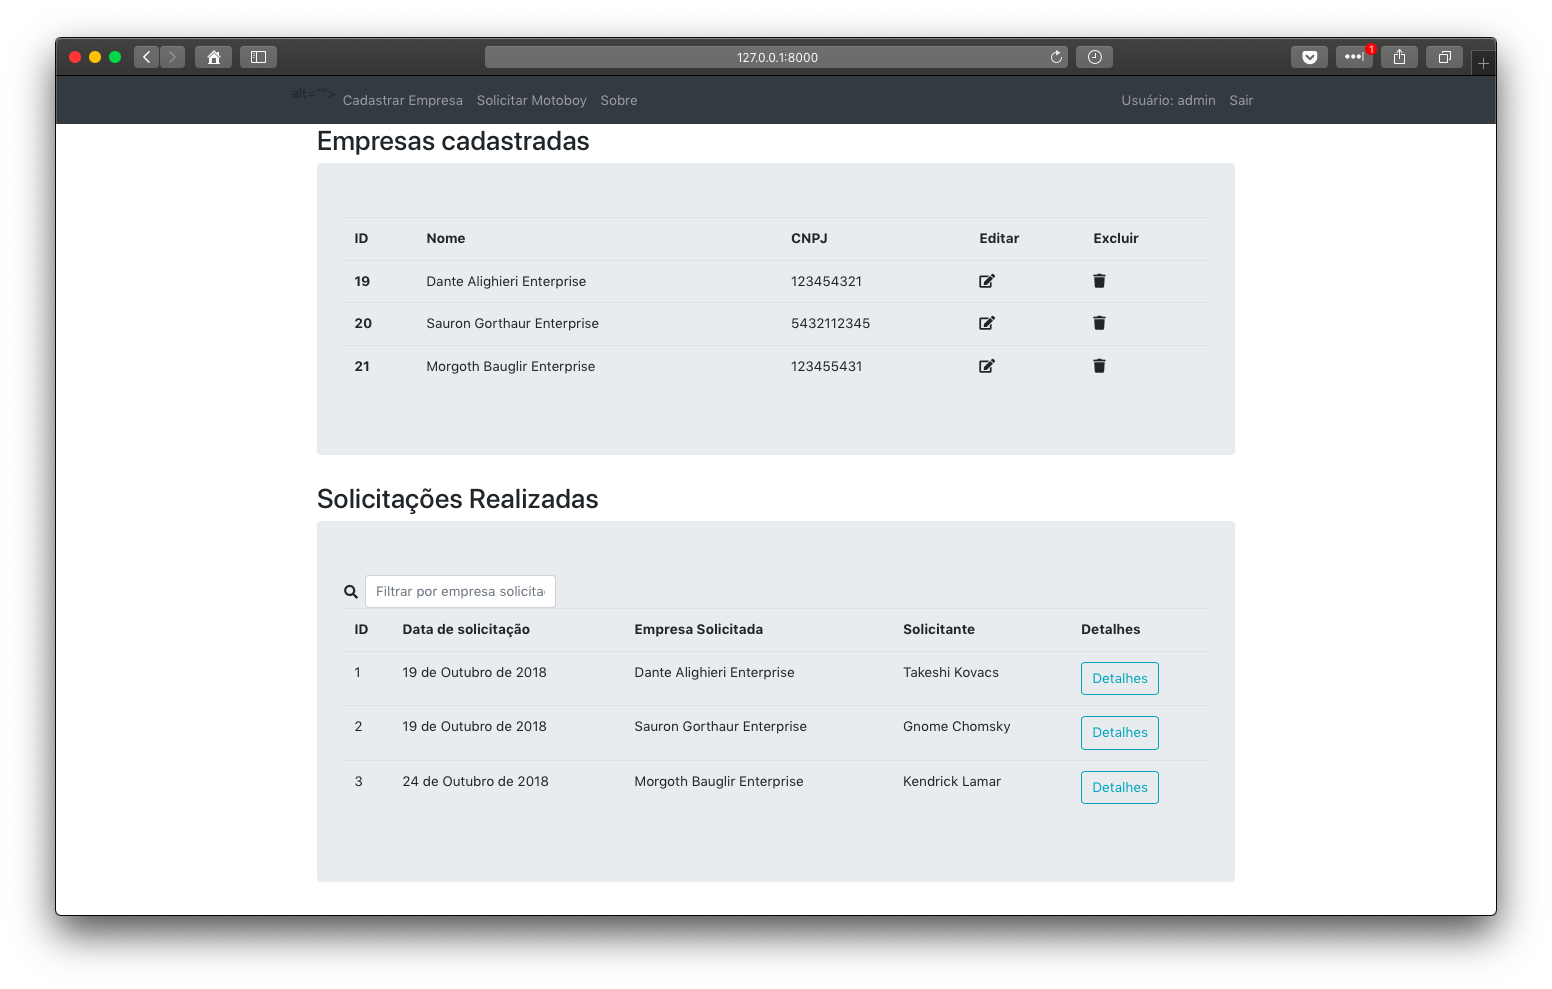 127.0.0.1:8000
1
alt=""> Cadastrar Empresa Solicitar Motoboy Sobre Usuário: admin Sair
Empresas cadastradas
ID Nome CNPJ Editar Excluir
19 Dante Alighieri Enterprise 123454321
20 Sauron Gorthaur Enterprise 5432112345
21 Morgoth Bauglir Enterprise 123455431
Solicitações Realizadas
Filtrar por empresa solicita
ID Data de solicitação Empresa Solicitada Solicitante Detalhes
1 19 de Outubro de 2018 Dante Alighieri Enterprise Takeshi Kovacs Detalhes
2 19 de Outubro de 2018 Sauron Gorthaur Enterprise Gnome Chomsky Detalhes
3 24 de Outubro de 2018 Morgoth Bauglir Enterprise Kendrick Lamar Detalhes